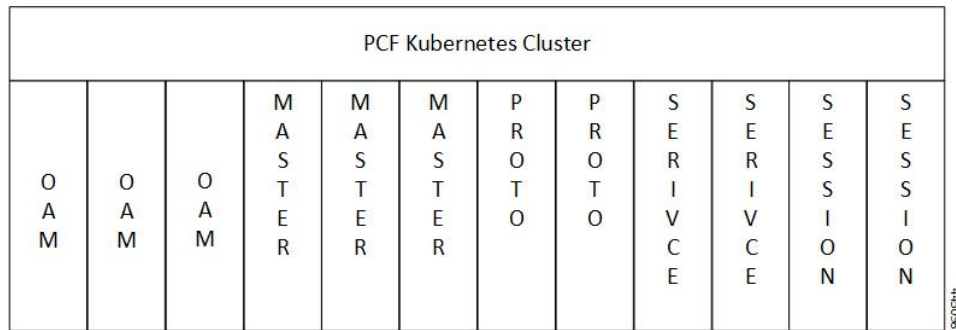 PCF Kubernetes Cluster
OAM
OAM
OAM
MASTER
MASTER
MASTER
PROTO
PROTO
SERIVCE
SERIVCE
SESSION
SESSION